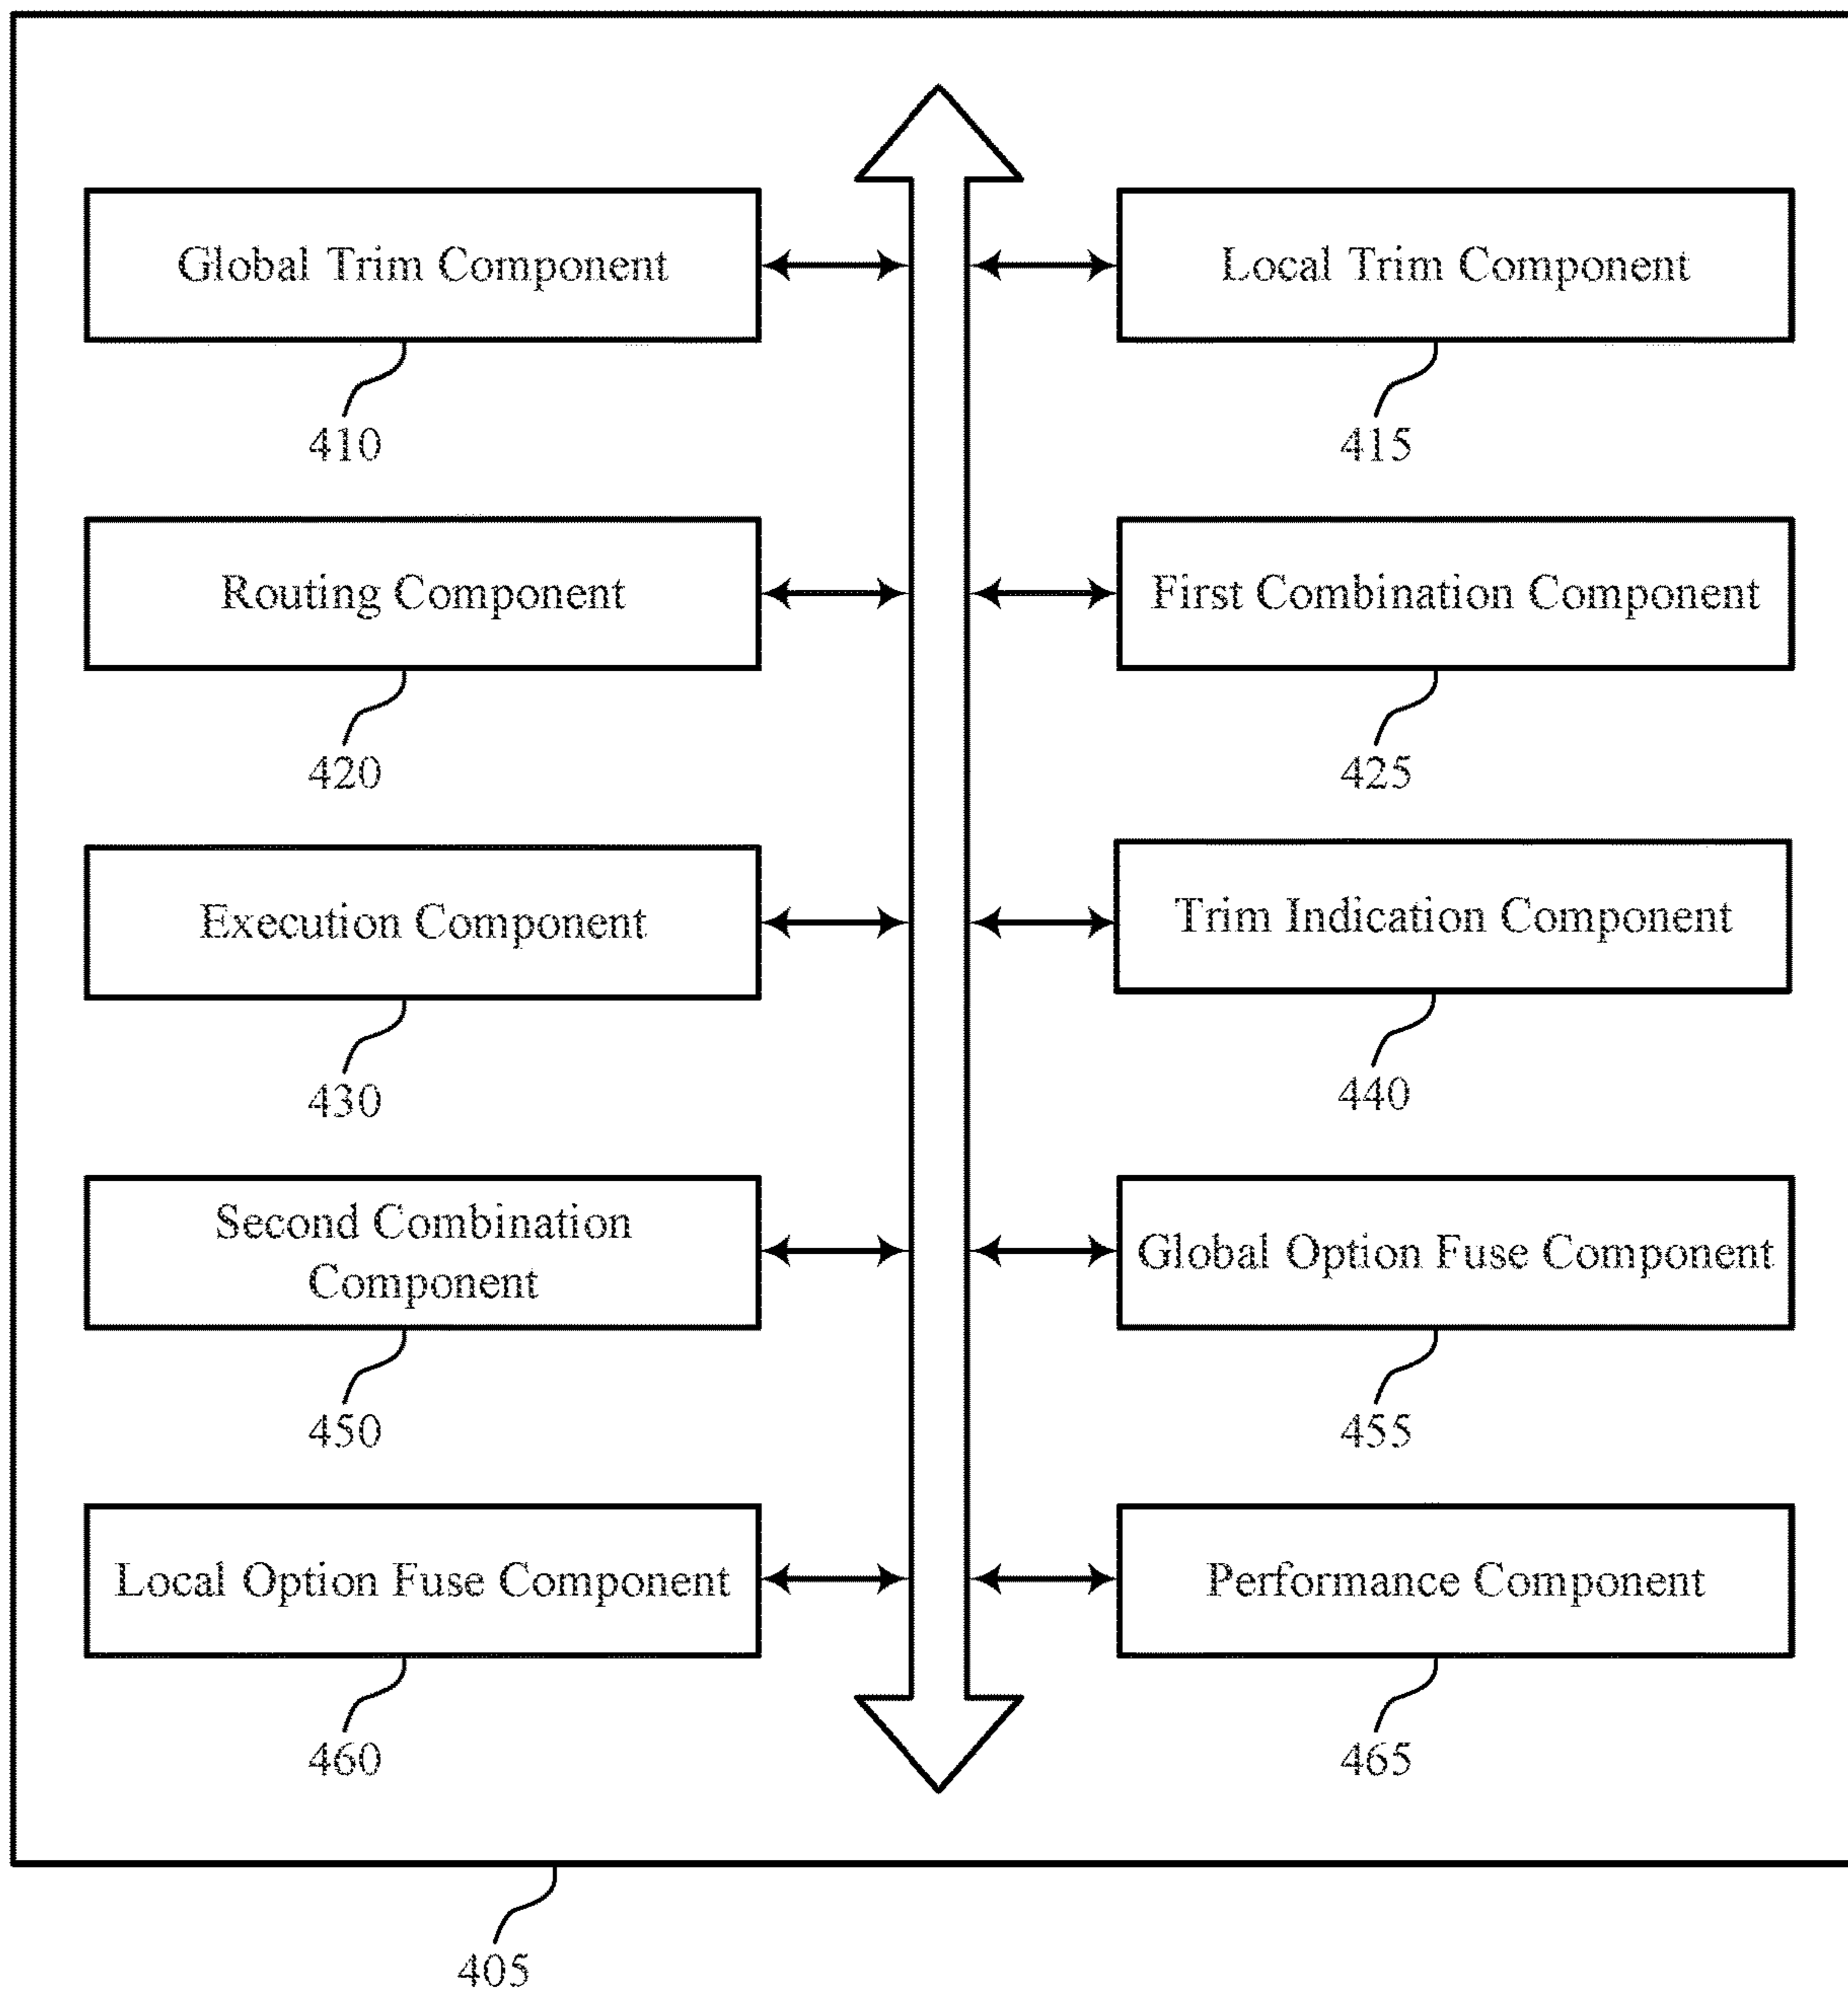 Global Trim Component
Local Trim Component
410
415
Routing Component
First Combination Component
420
425
Execution Component
Trim Indication Component
430
440
Second Combination
Component
Global Option Fuse Component
450
455
Local Option Fuse Component
Performance Component
460
465
405